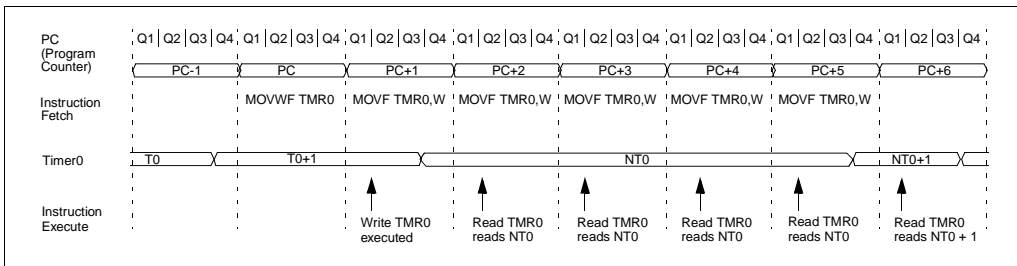 PC
(Program
Counter)
Q1 Q2 Q3 Q4 Q1 Q2 Q3 Q4 Q1 Q2 Q3 Q4 Q1 Q2 Q3 Q4 Q1 Q2 Q3 Q4 Q1 Q2 Q3 Q4 Q1 Q2 Q3 Q4 Q1 Q2 Q3 Q4
PC-1 PC PC+1 PC+2 PC+3 PC+4 PC+5 PC+6
Instruction
Fetch
MOVWF TMR0 MOVF TMR0,W MOVF TMR0,W MOVF TMR0,W MOVF TMR0,W MOVF TMR0,W
Timer0
T0 T0+1 NT0 NT0+1
Instruction
Execute
Write TMR0
executed
Read TMR0
reads NT0
Read TMR0
reads NT0
Read TMR0
reads NT0
Read TMR0
reads NT0
Read TMR0
reads NT0 + 1